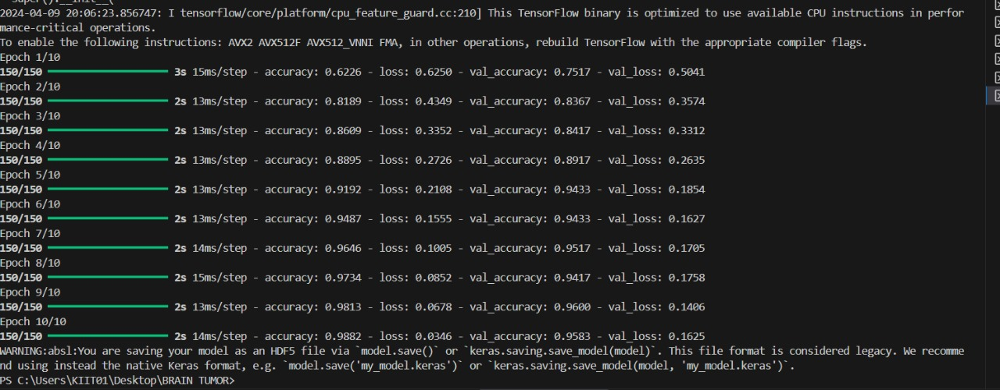 super().__init__(
2024-04-09 20:06:23.856747: I tensorflow/core/platform/cpu_feature_guard.cc:210] This TensorFlow binary is optimized to use available CPU instructions in perfor
mance-critical operations.
To enable the following instructions: AVX2 AVX512F AVX512_VNNI FMA, in other operations, rebuild TensorFlow with the appropriate compiler flags.
Epoch 1/10
150/150 3s 15ms/step - accuracy: 0.6226 - loss: 0.6250 - val_accuracy: 0.7517 - val_loss: 0.5041
Epoch 2/10
150/150 2s 13ms/step - accuracy: 0.8189 - loss: 0.4349 - val_accuracy: 0.8367 - val_loss: 0.3574
Epoch 3/10
150/150 2s 13ms/step - accuracy: 0.8609 - loss: 0.3352 - val_accuracy: 0.8417 - val_loss: 0.3312
Epoch 4/10
150/150 2s 13ms/step - accuracy: 0.8895 - loss: 0.2726 - val_accuracy: 0.8917 - val_loss: 0.2635
Epoch 5/10
150/150 2s 13ms/step - accuracy: 0.9192 - loss: 0.2108 - val_accuracy: 0.9433 - val_loss: 0.1854
Epoch 6/10
150/150 2s 13ms/step - accuracy: 0.9487 - loss: 0.1555 - val_accuracy: 0.9433 - val_loss: 0.1627
Epoch 7/10
150/150 2s 14ms/step - accuracy: 0.9646 - loss: 0.1005 - val_accuracy: 0.9517 - val_loss: 0.1705
Epoch 8/10
150/150 2s 15ms/step - accuracy: 0.9734 - loss: 0.0852 - val_accuracy: 0.9417 - val_loss: 0.1758
Epoch 9/10
150/150 2s 13ms/step - accuracy: 0.9813 - loss: 0.0678 - val_accuracy: 0.9600 - val_loss: 0.1406
Epoch 10/10
150/150 2s 14ms/step - accuracy: 0.9882 - loss: 0.0346 - val_accuracy: 0.9583 - val_loss: 0.1625
WARNING:absl:You are saving your model as an HDF5 file via `model.save()` or `keras.saving.save_model(model)`. This file format is considered legacy. We recomme
nd using instead the native Keras format, e.g. `model.save('my_model.keras')` or `keras.saving.save_model(model, 'my_model.keras')`.
PS C:\Users\KIIT01\Desktop\BRAIN TUMOR>